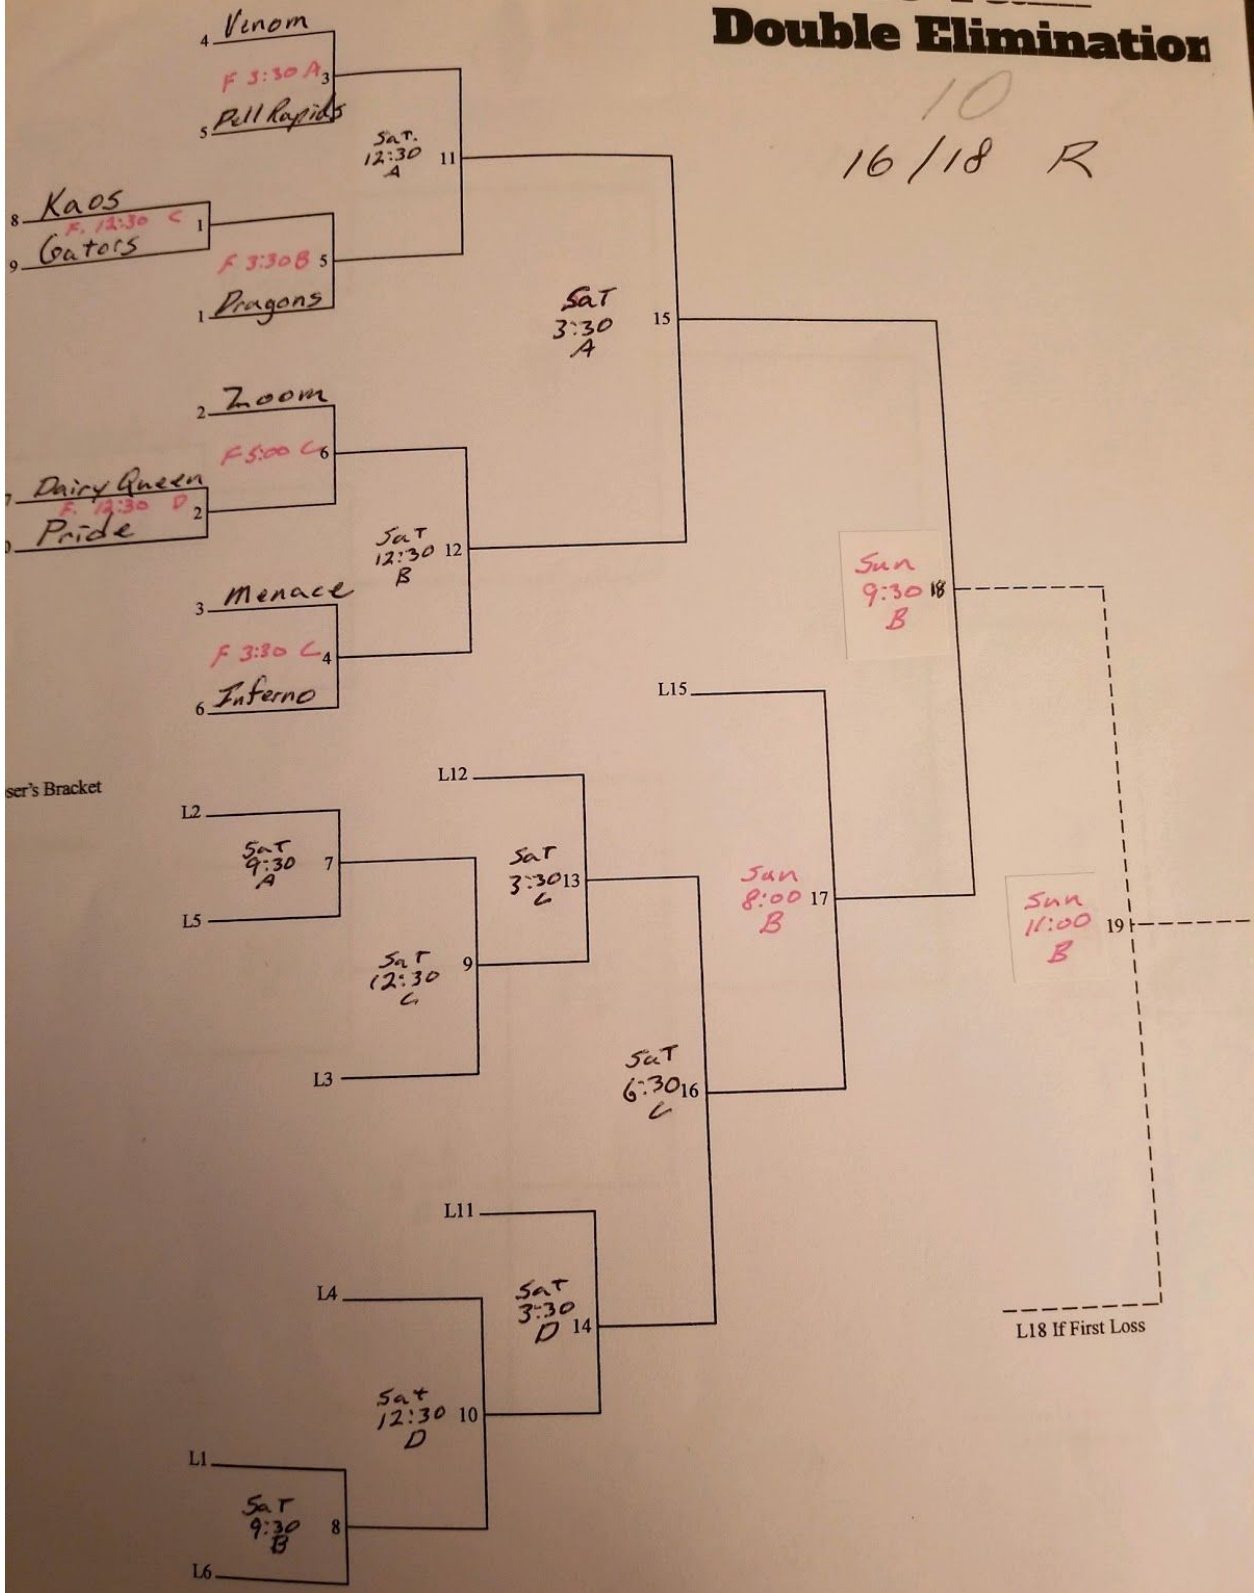 Double Elimination
10
16/18 R
4 Venom
F 3:30 A 3
5 Dell Rapids
Sat.
12:30 11
A
8 Kaos
F. 12:30 C 1
9 Gators
F 3:30 B 5
1 Dragons
Sat
3:30 15
A
2 Zoom
F 5:00 C 6
Dairy Queen
F. 12:30 D 2
Pride
Sat
12:30 12
B
3 Menace
F 3:30 C 4
6 Inferno
Sun
9:30 18
B
L15
ser's Bracket
L12
L2
Sat
9:30 7
A
L5
Sat
3:30 13
C
Sun
8:00 17
B
Sun
11:00 19
B
Sat
12:30 9
C
L3
Sat
6:30 16
C
L11
L4
Sat
3:30
D 14
L18 If First Loss
Sat
12:30 10
D
L1
Sat
9:30 8
B
L6